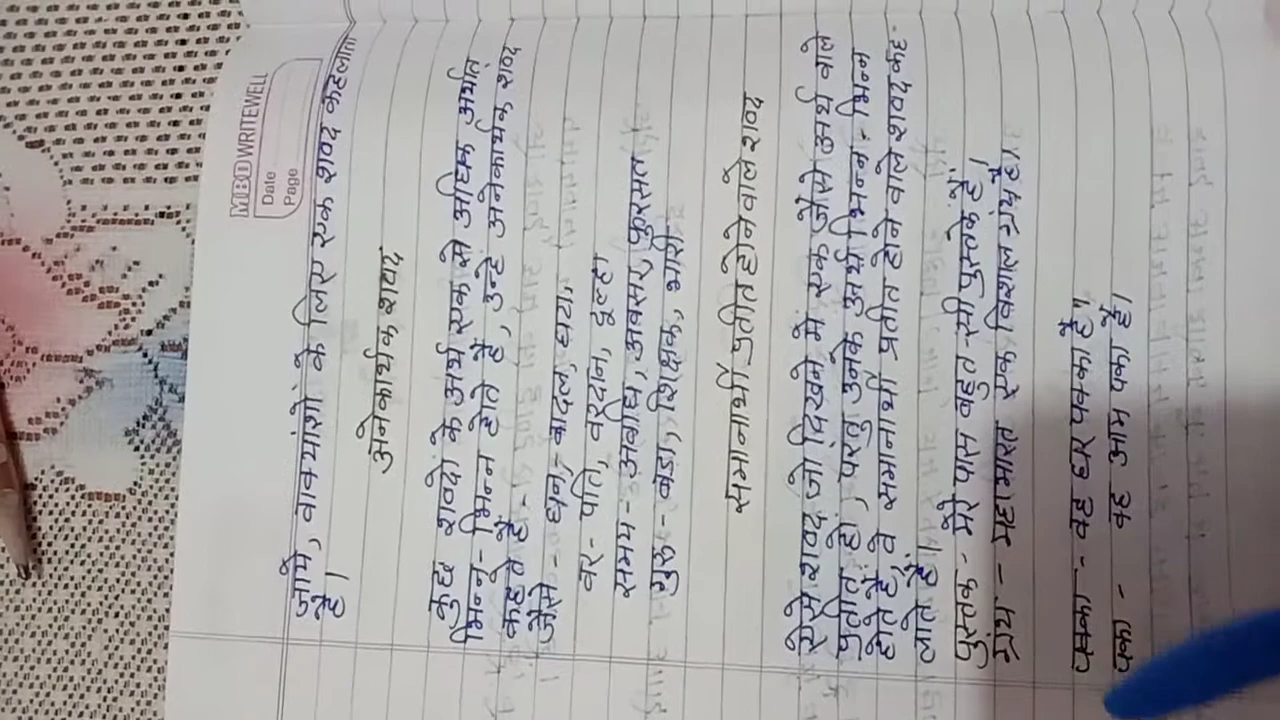 MBD WRITEWELL
Date
Page
जाये, वाक्यांशो के लिए एक शब्द कहलाता
है।
अनेकार्थक शब्द
कुछ शब्दो के अर्थ एक से अधिक अर्थात
भिन्न - भिन्न होते हैं, उन्हे अनेकार्थक शब्द
कहते है
जैसे - घन - बादल, घटा,
वर - पति, वरदान, दुल्हा
समय - अवधि, अवसर, फुरसत
गुरु - बड़ा, शिक्षक, भारी
समानार्थी प्रतीत होने वाले शब्द
ऐसे शब्द जो दिखने मे एक जैसे अर्थ वाले
प्रतीत हो, परंतु उनके अर्थ भिन्न - भिन्न
होते है, वे समानार्थी प्रतीत होने वाले शब्द कह-
लाते हैं।
पुस्तक - मेरे पास बहुत सी पुस्तके हैं।
ग्रंथ - महाभारत एक विशाल ग्रंथ है।
पक्का - वह घर पक्का है।
पका - वह आम पका है।